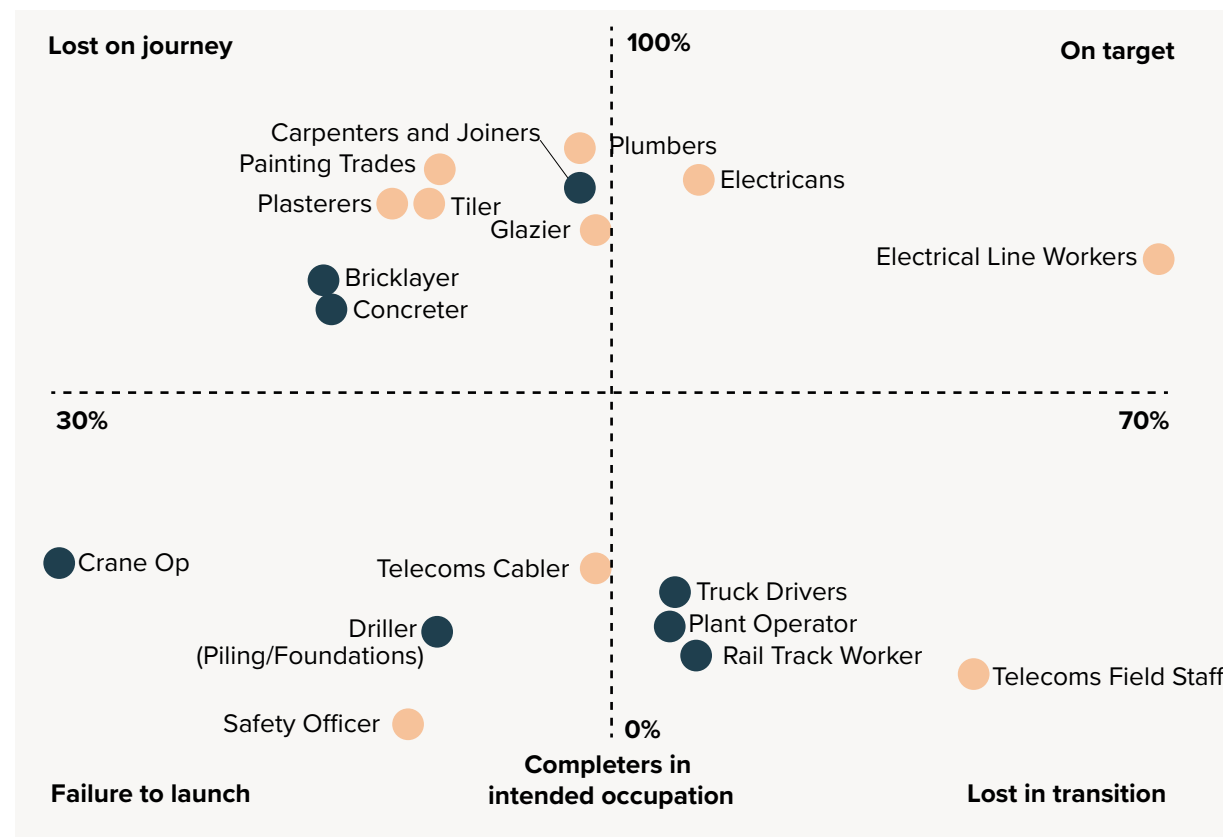 Lost on journey
100%
On target
Carpenters and Joiners
Plumbers
Painting Trades
Electricans
Plasterers
Tiler
Glazier
Electrical Line Workers
Bricklayer
Concreter
30%
70%
Crane Op
Telecoms Cabler
Truck Drivers
Driller
(Piling/Foundations)
Plant Operator
Rail Track Worker
Telecoms Field Staff
Safety Officer
0%
Completers in
intended occupation
Failure to launch
Lost in transition